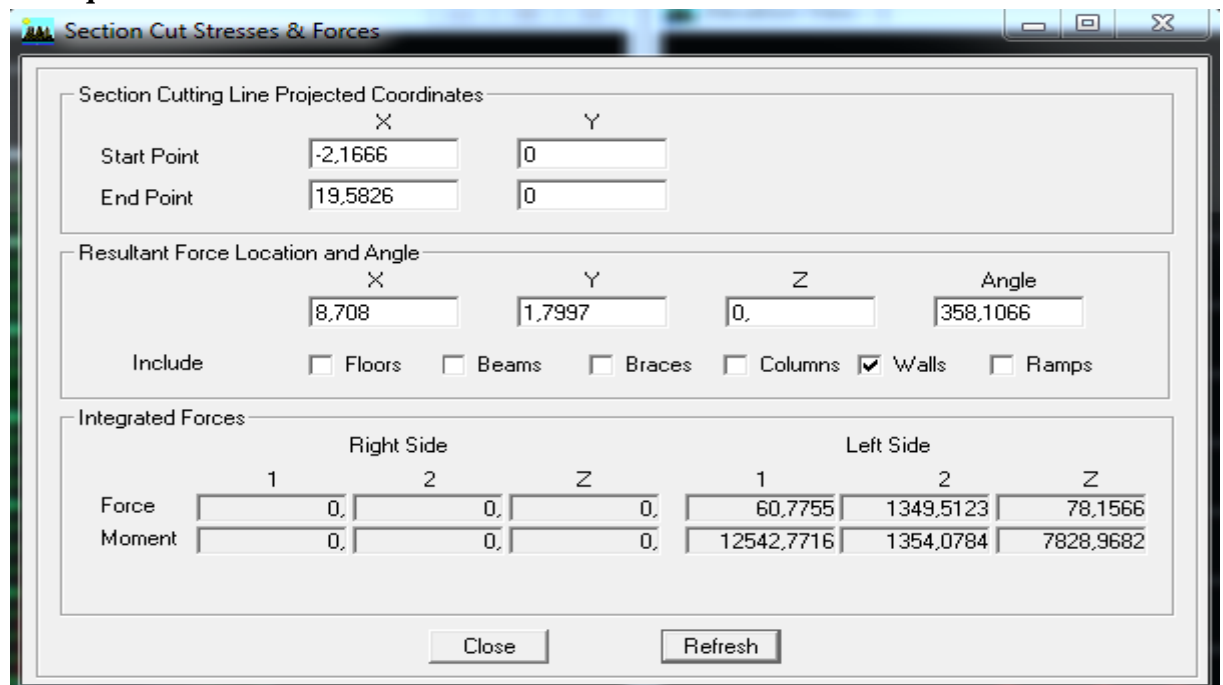 Section Cut Stresses & Forces
Section Cutting Line Projected Coordinates
X Y
Start Point -2,1666 0
End Point 19,5826 0
Resultant Force Location and Angle
X Y Z Angle
8,708 1,7997 0, 358,1066
Include Floors Beams Braces Columns Walls Ramps
Integrated Forces
Right Side Left Side
1 2 Z 1 2 Z
Force 0, 0, 0, 60,7755 1349,5123 78,1566
Moment 0, 0, 0, 12542,7716 1354,0784 7828,9682
Close Refresh